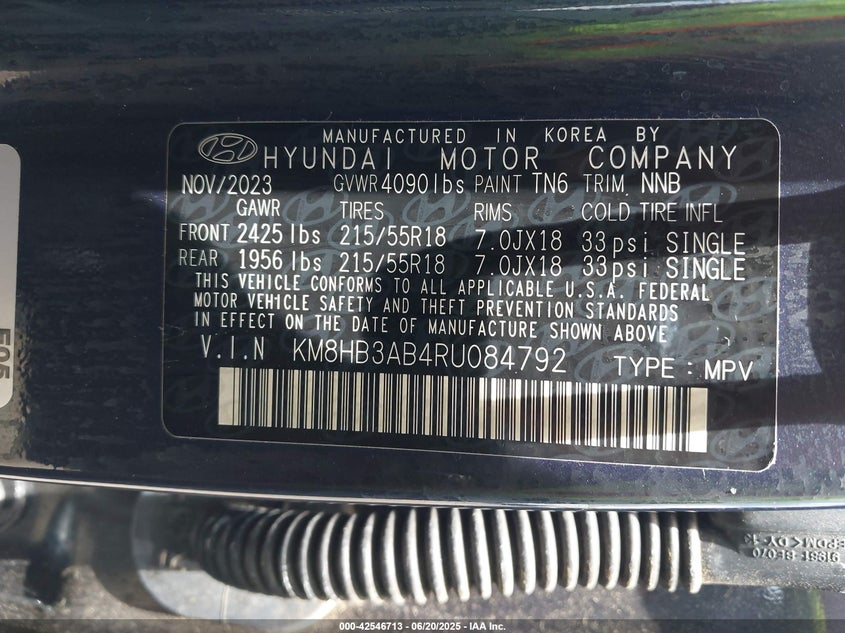 MANUFACTURED IN KOREA BY
HYUNDAI MOTOR COMPANY
NOV/2023 GVWR 4090lbs PAINT TN6 TRIM NNB
GAWR TIRES RIMS COLD TIRE INFL
FRONT 2425 lbs 215/55R18 7.0JX18 33psi SINGLE
REAR 1956 lbs 215/55R18 7.0JX18 33psi SINGLE
THIS VEHICLE CONFORMS TO ALL APPLICABLE U.S.A. FEDERAL
MOTOR VEHICLE SAFETY AND THEFT PREVENTION STANDARDS
IN EFFECT ON THE DATE OF MANUFACTURE SHOWN ABOVE
V.I.N KM8HB3AB4RU084792 TYPE : MPV
E05
000-42546713 - 06/20/2025 - IAA Inc.